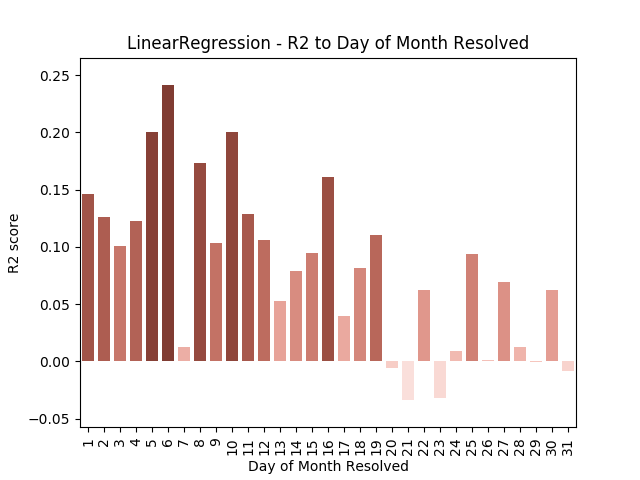 LinearRegression - R2 to Day of Month Resolved
0.25
0.20
0.15
0.10
0.05
0.00
−0.05
R2 score
1 2 3 4 5 6 7 8 9 10 11 12 13 14 15 16 17 18 19 20 21 22 23 24 25 26 27 28 29 30 31
Day of Month Resolved